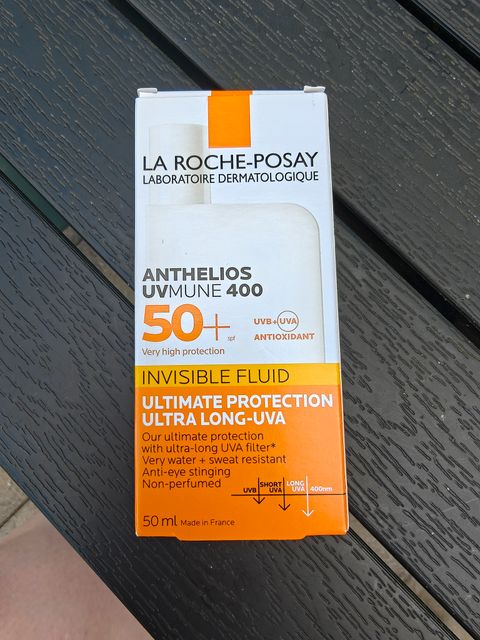 LA ROCHE-POSAY
LABORATOIRE DERMATOLOGIQUE
ANTHELIOS
UVMUNE 400
50+
spf
UVB+UVA
ANTIOXIDANT
Very high protection
INVISIBLE FLUID
ULTIMATE PROTECTION
ULTRA LONG-UVA
Our ultimate protection
with ultra-long UVA filter*
Very water + sweat resistant
Anti-eye stinging
Non-perfumed
UVB
SHORT
UVA
LONG
UVA
400nm
50 ml Made in France